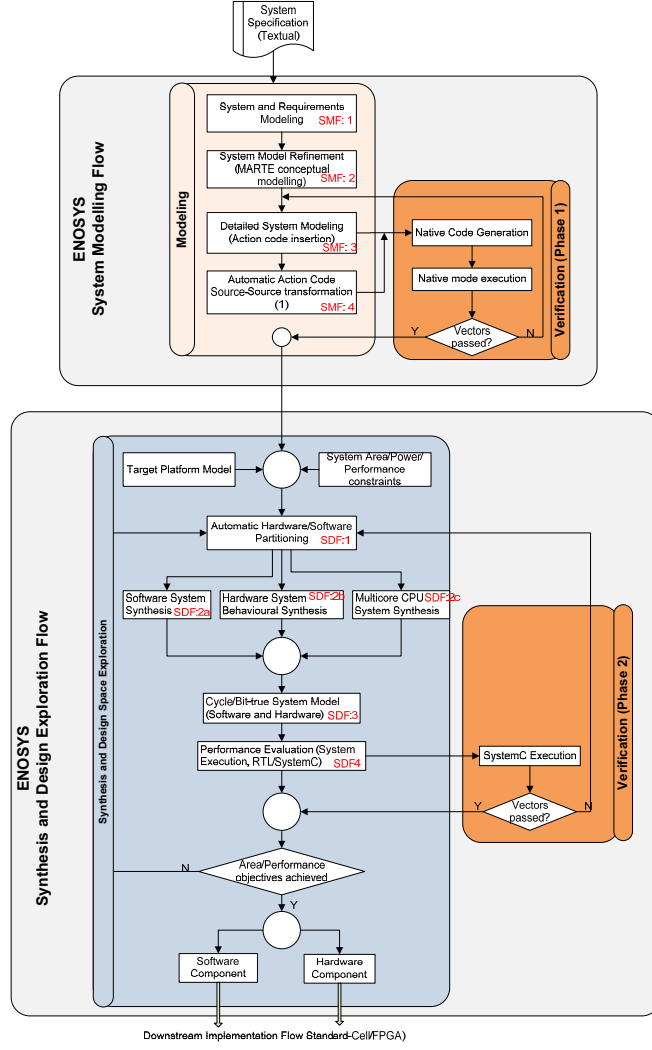 System
Specification
(Textual)
ENOSYS
System Modelling Flow
Modeling
System and Requirements
Modeling
SMF: 1
System Model Refinement
(MARTE conceptual
modelling)
SMF: 2
Detailed System Modeling
(Action code insertion)
SMF: 3
Automatic Action Code
Source-Source transformation
(1)
SMF: 4
Verification (Phase 1)
Native Code Generation
Native mode execution
Vectors
passed?
Y
N
ENOSYS
Synthesis and Design Exploration Flow
Synthesis and Design Space Exploration
Target Platform Model
System Area/Power/
Performance
constraints
Automatic Hardware/Software
Partitioning
SDF:1
Software System
Synthesis
SDF:2a
Hardware System
Behavioural Synthesis
SDF:2b
Multicore CPU
System Synthesis
SDF:2c
Cycle/Bit-true System Model
(Software and Hardware)
SDF:3
Performance Evaluation (System
Execution, RTL/SystemC)
SDF4
Verification (Phase 2)
SystemC Execution
Vectors
passed?
Y
N
Area/Performance
objectives achieved
N
Y
Software
Component
Hardware
Component
Downstream Implementation Flow Standard-Cell/FPGA)